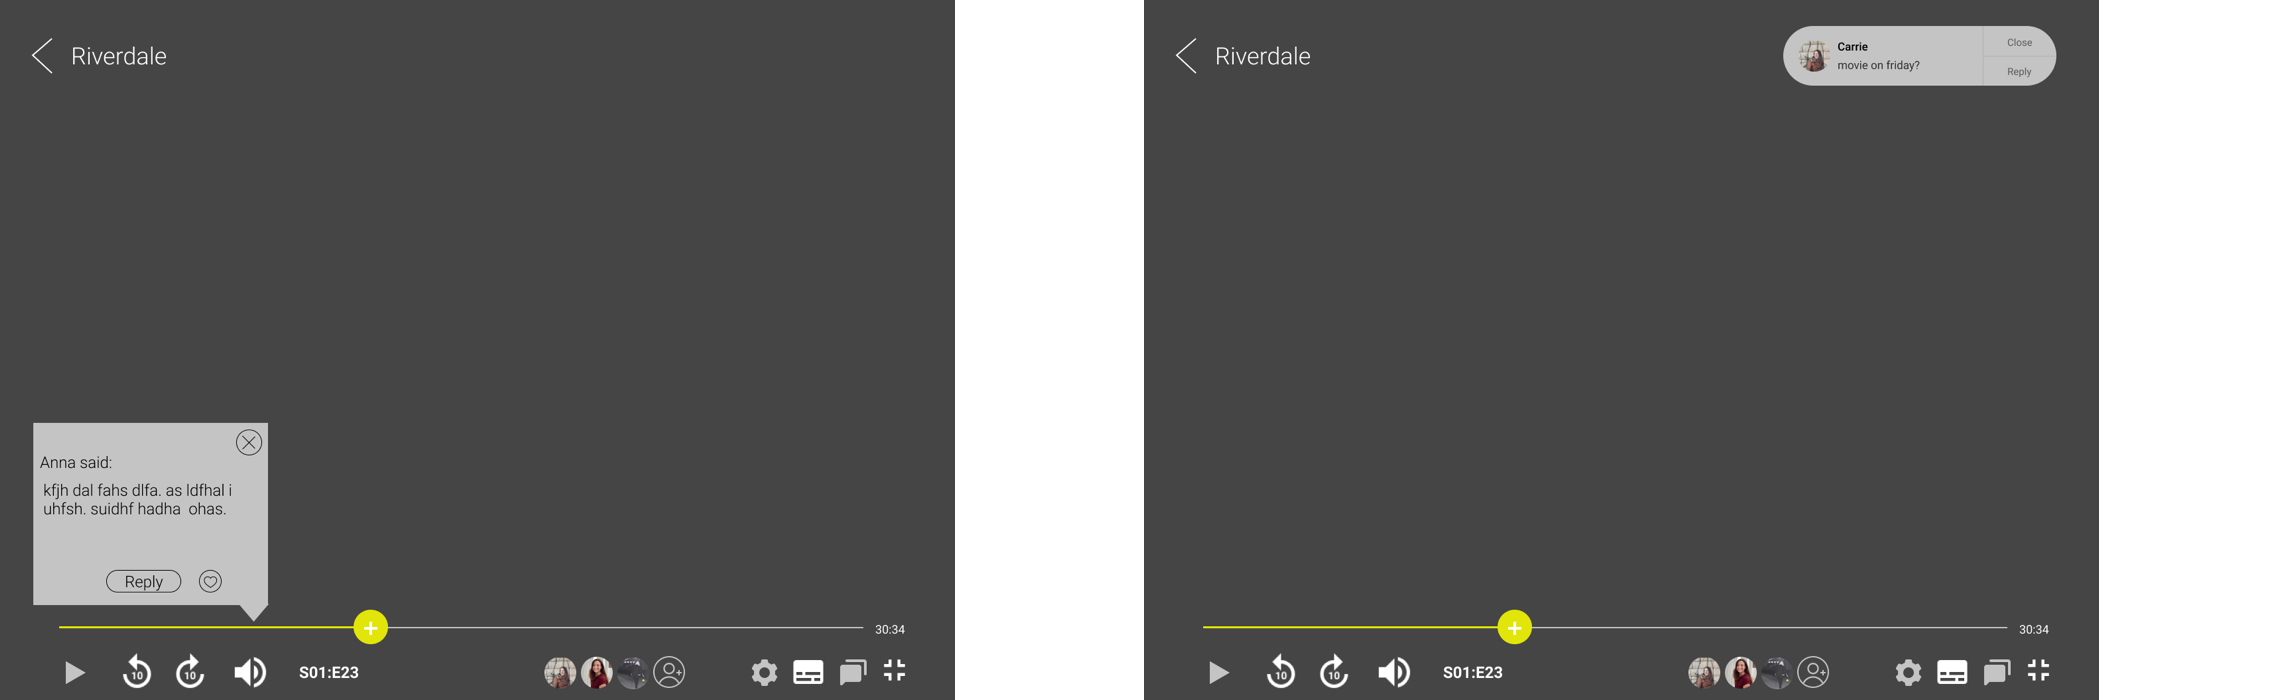 Riverdale
Anna said:
kfjh dal fahs dlfa. as ldfhal i
uhfsh. suidhf hadha ohas.
Reply
30:34
10
10
S01:E23
Riverdale
Carrie
movie on friday?
Close
Reply
30:34
10
10
S01:E23